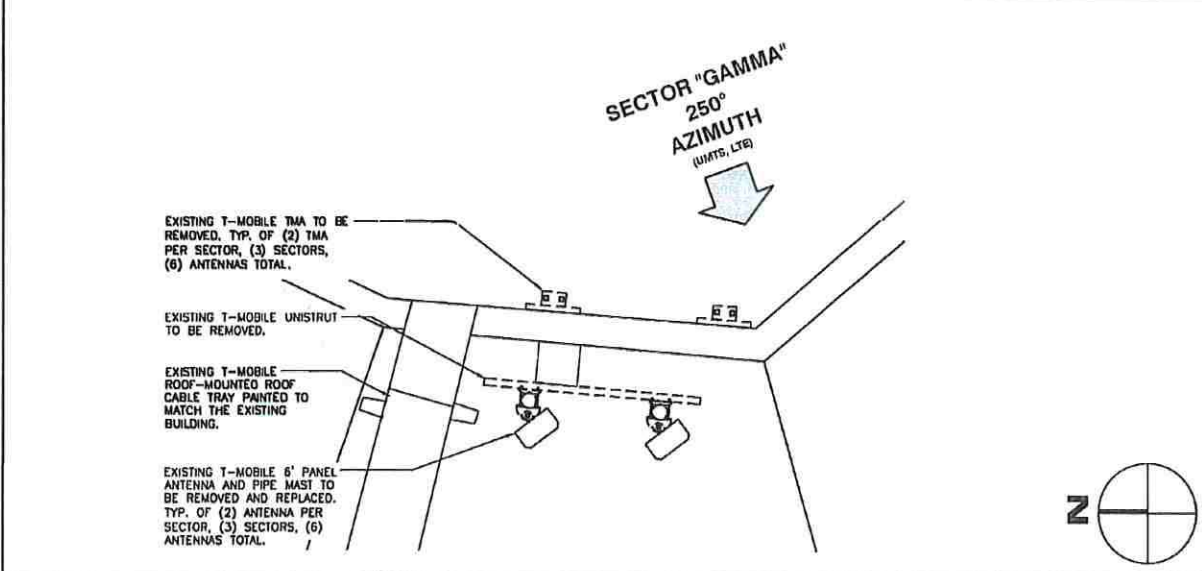 SECTOR "GAMMA"
250°
AZIMUTH
(UMTS, LTE)
EXISTING T-MOBILE TMA TO BE
REMOVED. TYP. OF (2) TMA
PER SECTOR, (3) SECTORS,
(6) ANTENNAS TOTAL.
EXISTING T-MOBILE UNISTRUT
TO BE REMOVED.
EXISTING T-MOBILE
ROOF-MOUNTED ROOF
CABLE TRAY PAINTED TO
MATCH THE EXISTING
BUILDING.
EXISTING T-MOBILE 6' PANEL
ANTENNA AND PIPE MAST TO
BE REMOVED AND REPLACED.
TYP. OF (2) ANTENNA PER
SECTOR, (3) SECTORS, (6)
ANTENNAS TOTAL.
N